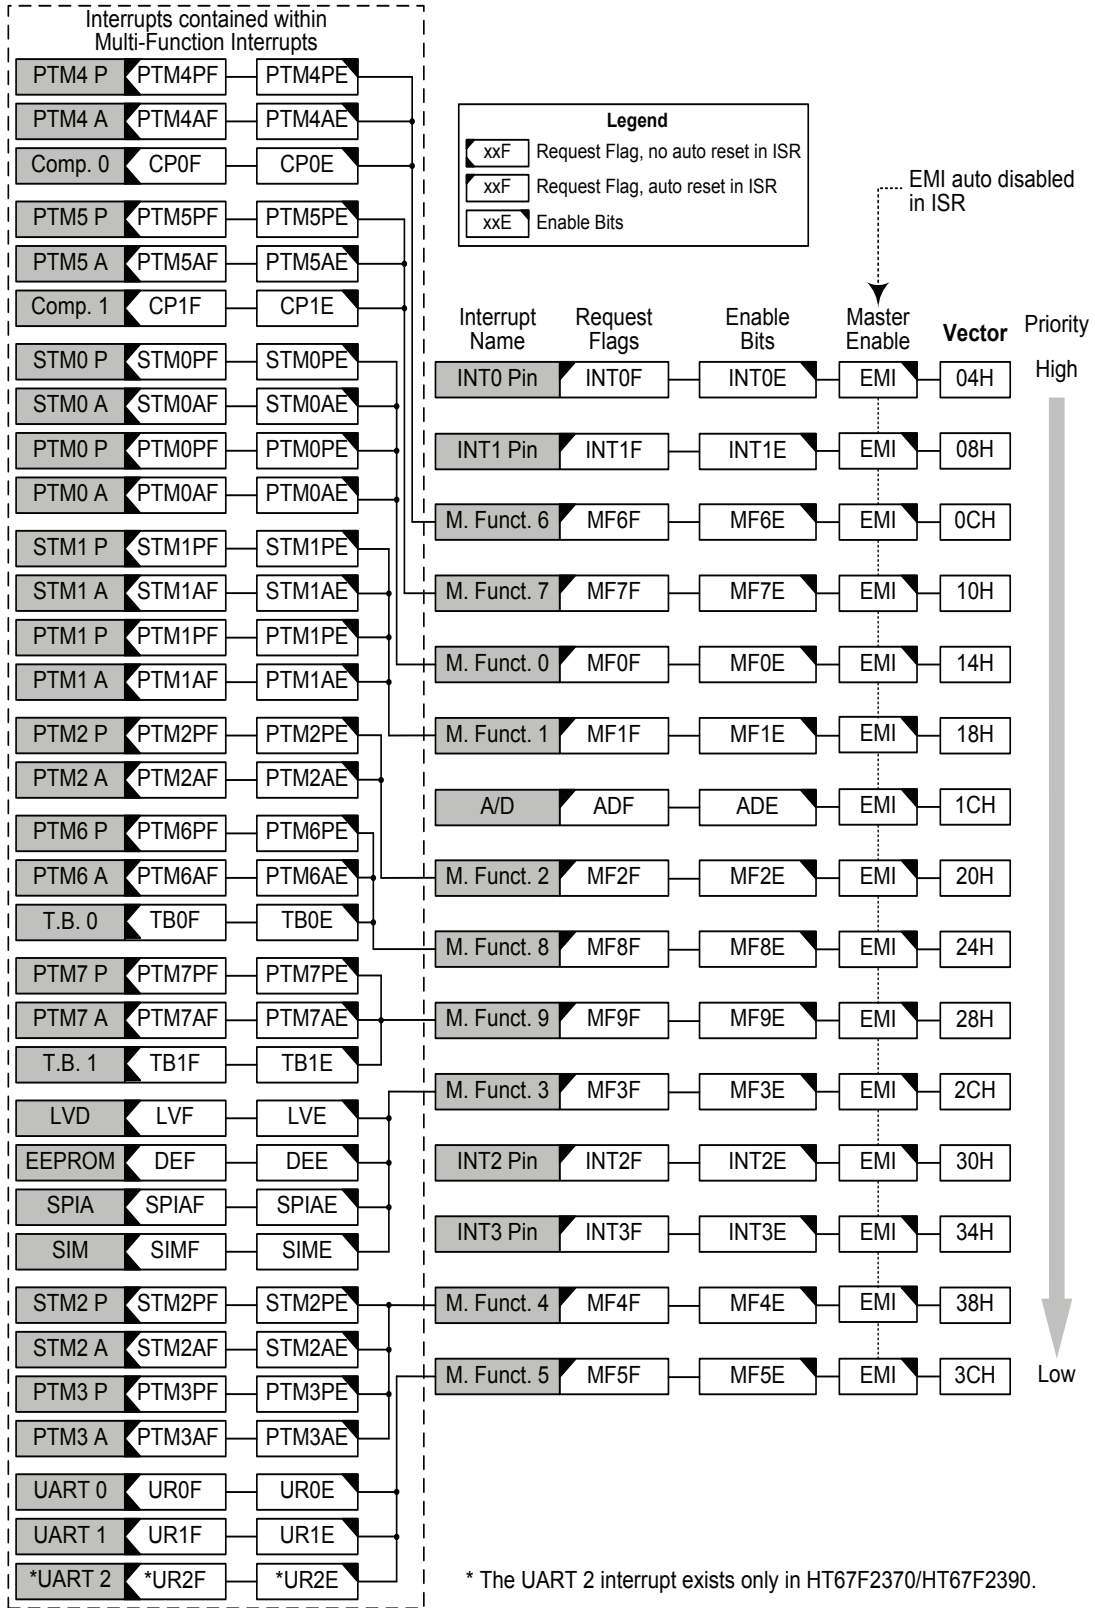 Interrupts contained within
Multi-Function Interrupts
PTM4 P PTM4PF PTM4PE
PTM4 A PTM4AF PTM4AE
Comp. 0 CP0F CP0E
PTM5 P PTM5PF PTM5PE
PTM5 A PTM5AF PTM5AE
Comp. 1 CP1F CP1E
STM0 P STM0PF STM0PE
STM0 A STM0AF STM0AE
PTM0 P PTM0PF PTM0PE
PTM0 A PTM0AF PTM0AE
STM1 P STM1PF STM1PE
STM1 A STM1AF STM1AE
PTM1 P PTM1PF PTM1PE
PTM1 A PTM1AF PTM1AE
PTM2 P PTM2PF PTM2PE
PTM2 A PTM2AF PTM2AE
PTM6 P PTM6PF PTM6PE
PTM6 A PTM6AF PTM6AE
T.B. 0 TB0F TB0E
PTM7 P PTM7PF PTM7PE
PTM7 A PTM7AF PTM7AE
T.B. 1 TB1F TB1E
LVD LVF LVE
EEPROM DEF DEE
SPIA SPIAF SPIAE
SIM SIMF SIME
STM2 P STM2PF STM2PE
STM2 A STM2AF STM2AE
PTM3 P PTM3PF PTM3PE
PTM3 A PTM3AF PTM3AE
UART 0 UR0F UR0E
UART 1 UR1F UR1E
*UART 2 *UR2F *UR2E
Legend
xxF Request Flag, no auto reset in ISR
xxF Request Flag, auto reset in ISR
xxE Enable Bits
EMI auto disabled
in ISR
Interrupt Request Enable Master Vector Priority
Name Flags Bits Enable
INT0 Pin INT0F INT0E EMI 04H High
INT1 Pin INT1F INT1E EMI 08H
M. Funct. 6 MF6F MF6E EMI 0CH
M. Funct. 7 MF7F MF7E EMI 10H
M. Funct. 0 MF0F MF0E EMI 14H
M. Funct. 1 MF1F MF1E EMI 18H
A/D ADF ADE EMI 1CH
M. Funct. 2 MF2F MF2E EMI 20H
M. Funct. 8 MF8F MF8E EMI 24H
M. Funct. 9 MF9F MF9E EMI 28H
M. Funct. 3 MF3F MF3E EMI 2CH
INT2 Pin INT2F INT2E EMI 30H
INT3 Pin INT3F INT3E EMI 34H
M. Funct. 4 MF4F MF4E EMI 38H
M. Funct. 5 MF5F MF5E EMI 3CH Low
* The UART 2 interrupt exists only in HT67F2370/HT67F2390.